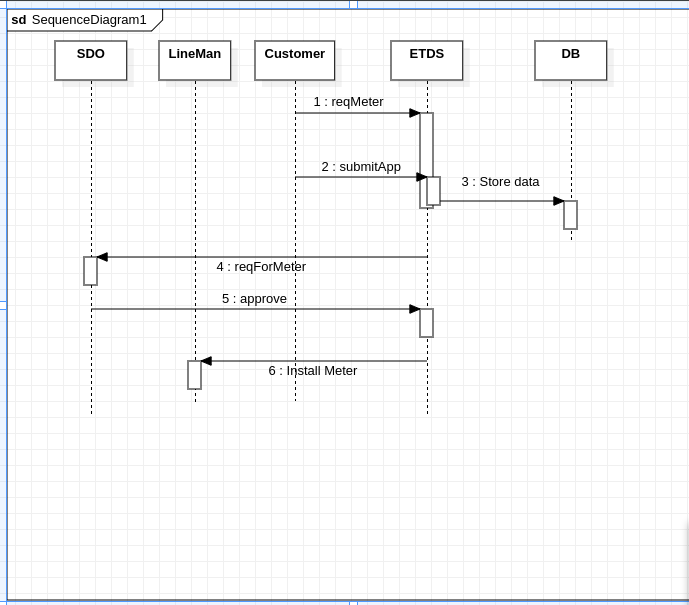 sd SequenceDiagram1
SDO LineMan Customer ETDS DB
1 : reqMeter
2 : submitApp
3 : Store data
4 : reqForMeter
5 : approve
6 : Install Meter